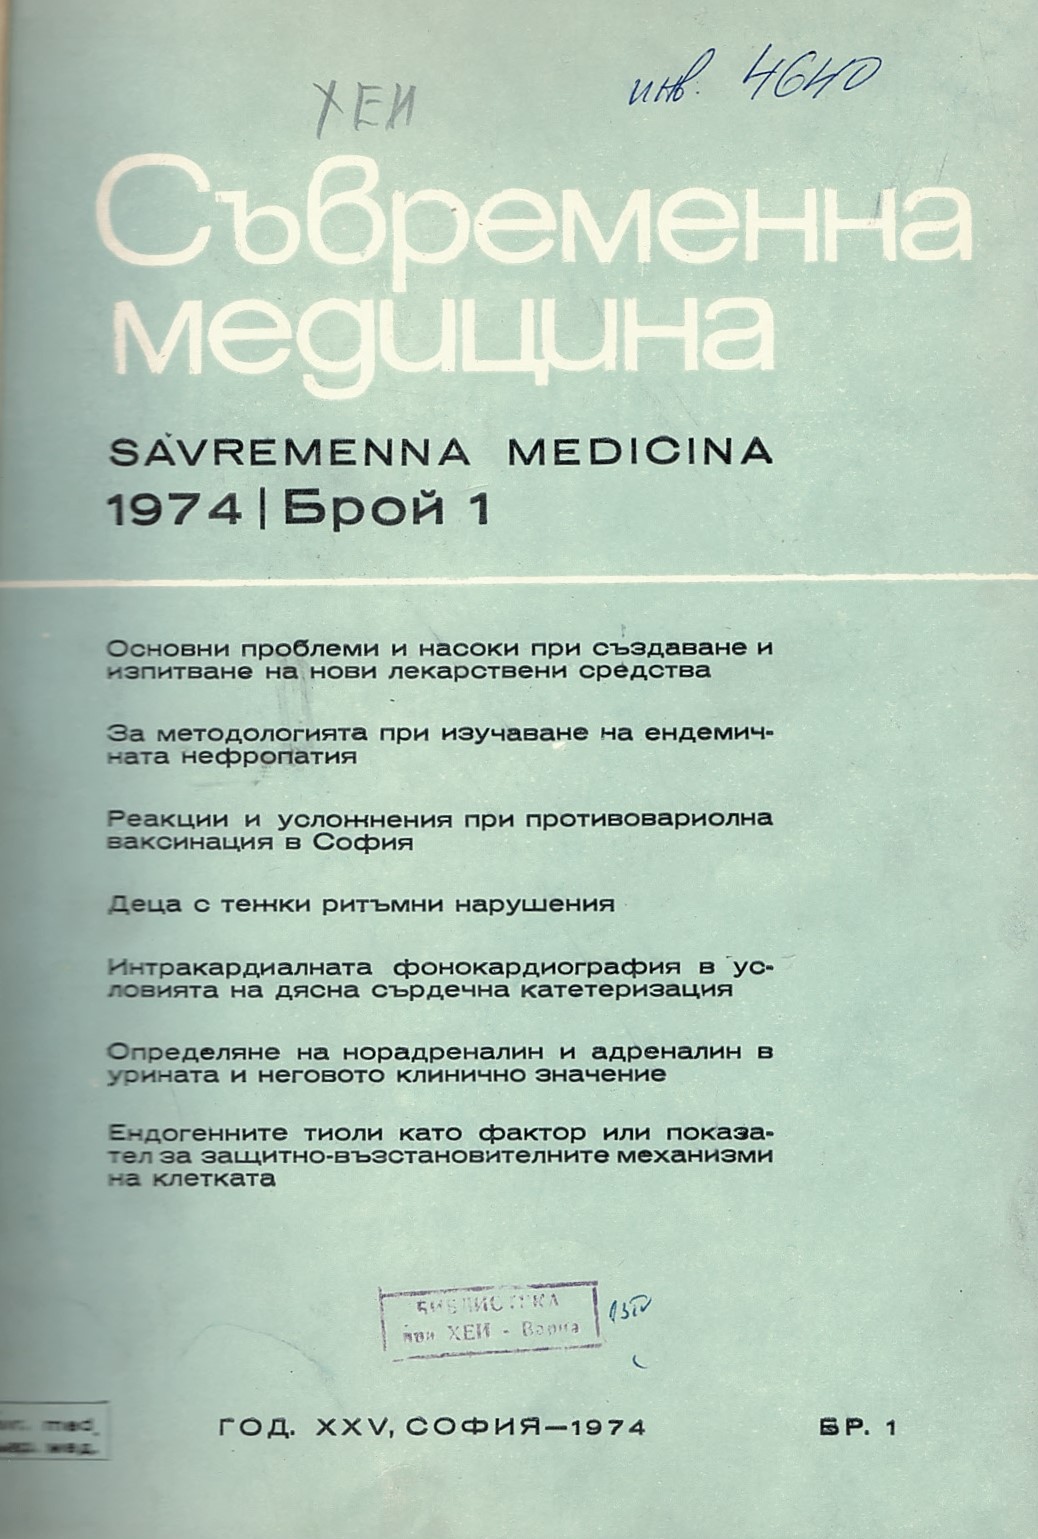 ХЕИ
инв. 4640
Съвременна
медицина
SǍVREMENNA MEDICINA
1974 | Брой 1
Основни проблеми и насоки при създаване и
изпитване на нови лекарствени средства
За методологията при изучаване на ендемич-
ната нефропатия
Реакции и усложнения при противовариолна
ваксинация в София
Деца с тежки ритъмни нарушения
Интракардиалната фонокардиография в ус-
ловията на дясна сърдечна катетеризация
Определяне на норадреналин и адреналин в
урината и неговото клинично значение
Ендогенните тиоли като фактор или показа-
тел за защитно-възстановителните механизми
на клетката
БИБЛИОТЕКА
при ХЕИ - Варна
ГОД. XXV, СОФИЯ—1974
БР. 1
med.
мед.